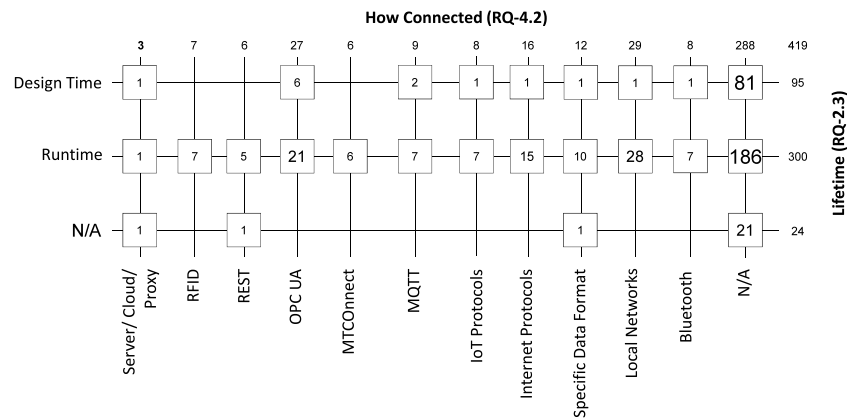 How Connected (RQ-4.2)
3 7 6 27 6 9 8 16 12 29 8 288 419
Design Time 1 6 2 1 1 1 1 1 81 95
Runtime 1 7 5 21 6 7 7 15 10 28 7 186 300
N/A 1 1 1 21 24
Lifetime (RQ-2.3)
Server/ Cloud/
Proxy
RFID
REST
OPC UA
MTCOnnect
MQTT
IoT Protocols
Internet Protocols
Specific Data Format
Local Networks
Bluetooth
N/A